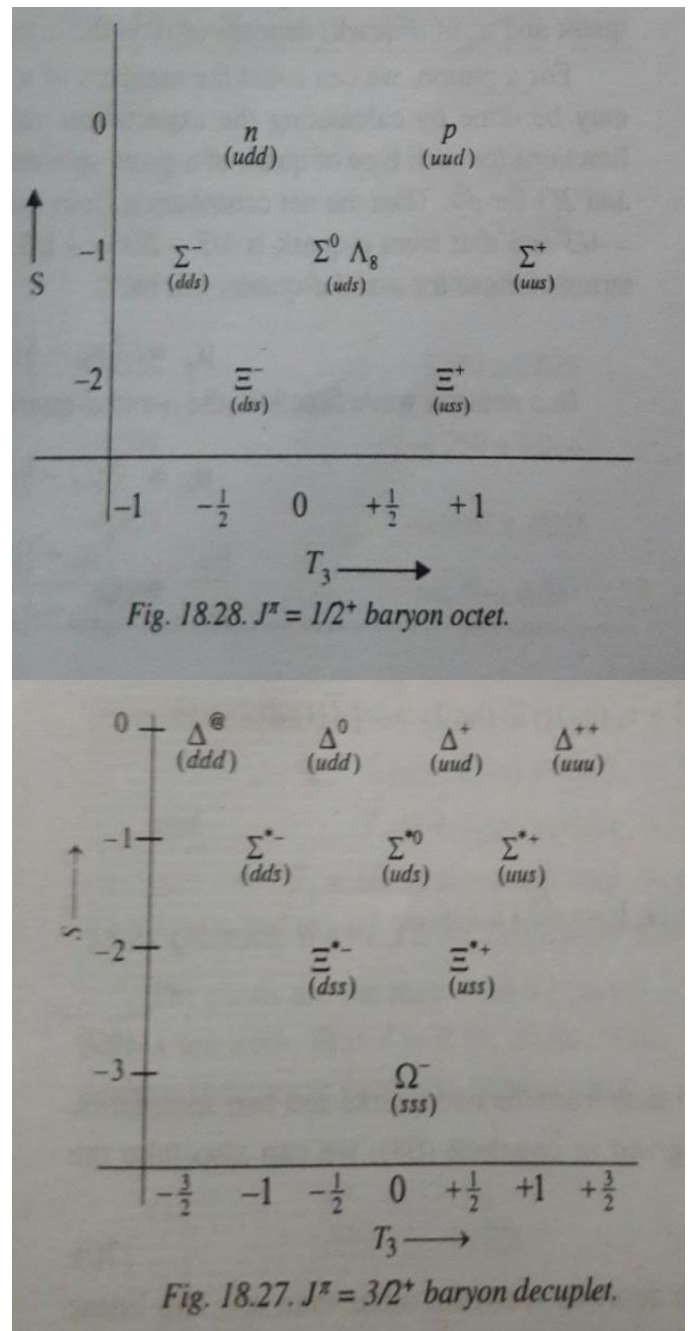 0 n p
(udd) (uud)
-1 Σ⁻ Σ⁰ Λ₈ Σ⁺
S (dds) (uds) (uus)
-2 Ξ⁻ Ξ⁺
(dss) (uss)
-1 -1/2 0 +1/2 +1
T₃
Fig. 18.28. Jᵖ = 1/2⁺ baryon octet.
0 Δ@ Δ⁰ Δ⁺ Δ⁺⁺
(ddd) (udd) (uud) (uuu)
-1 Σ*⁻ Σ*⁰ Σ*⁺
(dds) (uds) (uus)
S
-2 Ξ*⁻ Ξ*⁺
(dss) (uss)
-3 Ω⁻
(sss)
-3/2 -1 -1/2 0 +1/2 +1 +3/2
T₃
Fig. 18.27. Jᵖ = 3/2⁺ baryon decuplet.